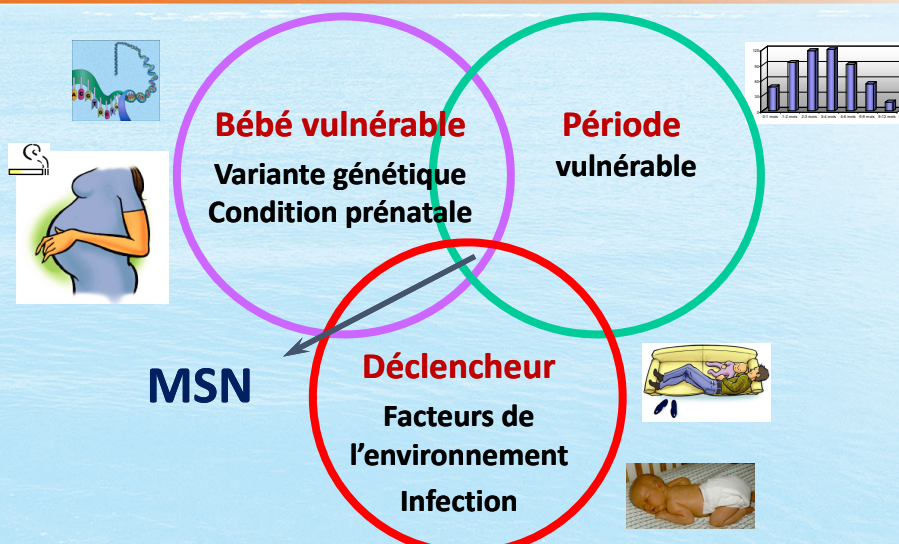 Bébé vulnérable
Variante génétique
Condition prénatale
Période
vulnérable
MSN
Déclencheur
Facteurs de
l'environnement
Infection